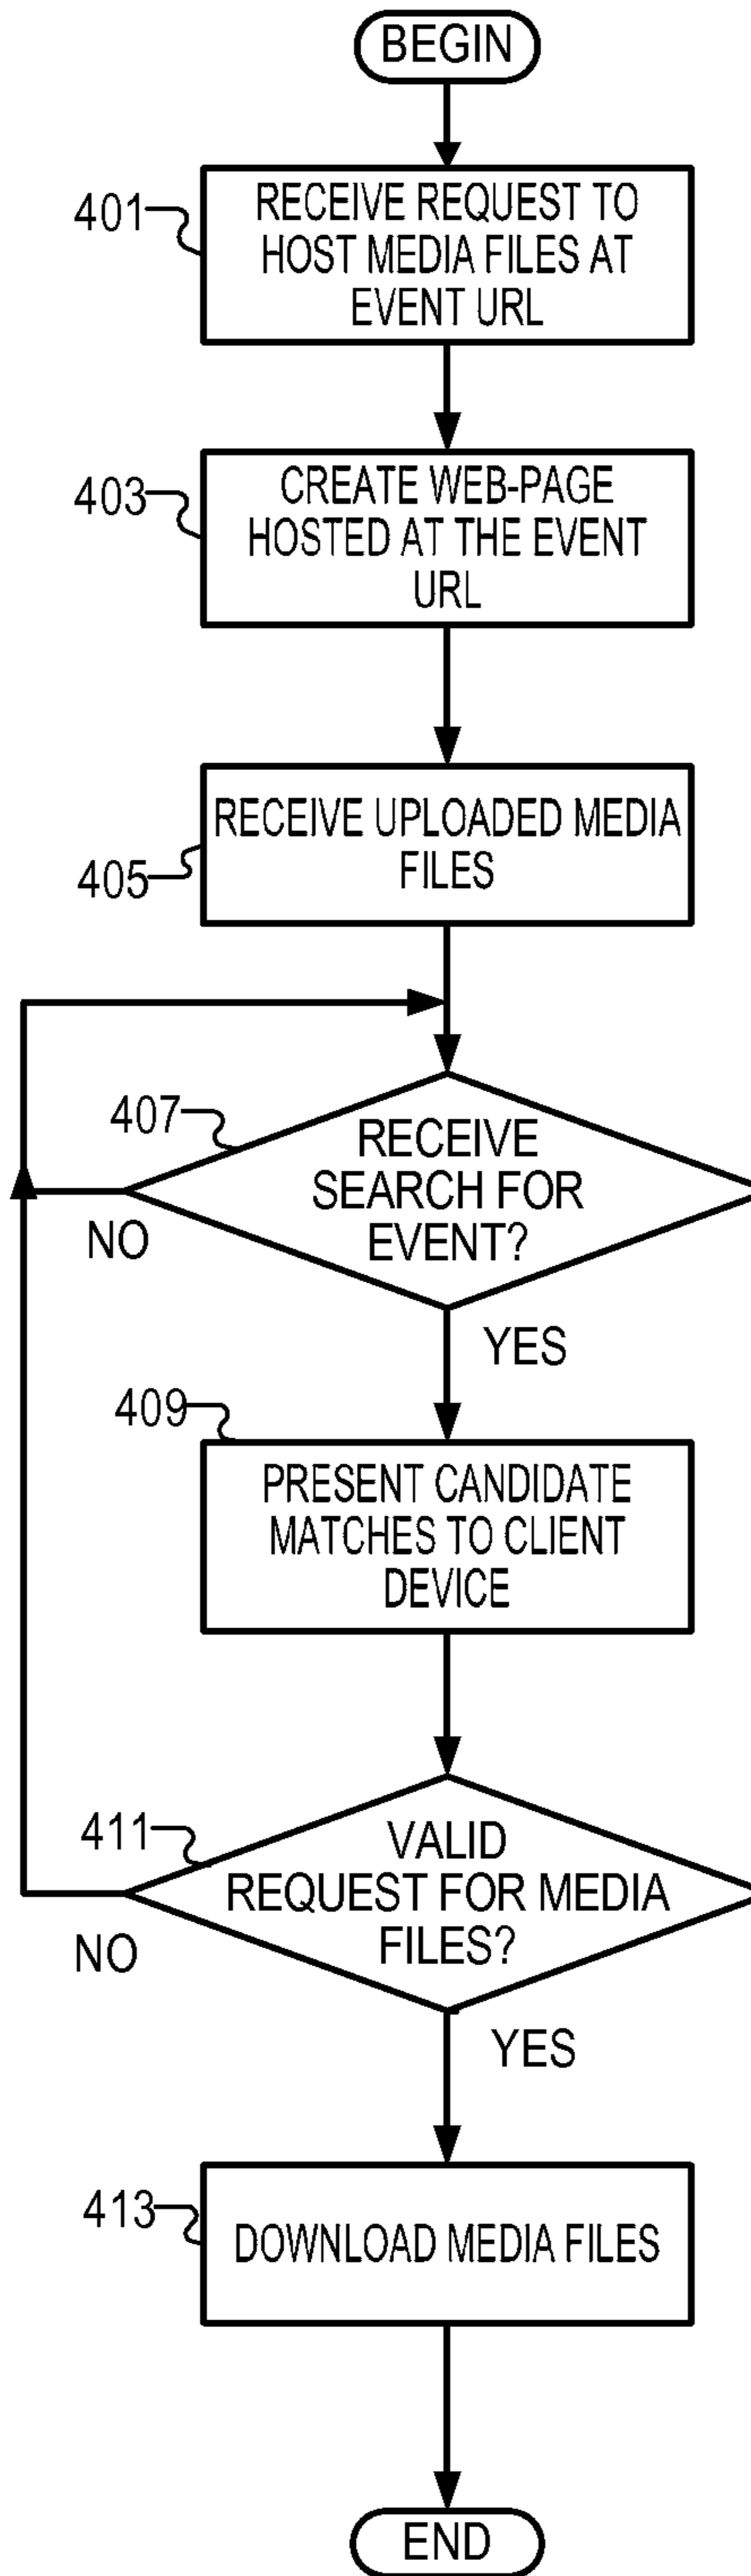 BEGIN
401
RECEIVE REQUEST TO
HOST MEDIA FILES AT
EVENT URL
403
CREATE WEB-PAGE
HOSTED AT THE EVENT
URL
405
RECEIVE UPLOADED MEDIA
FILES
407
RECEIVE
SEARCH FOR
EVENT?
NO
YES
409
PRESENT CANDIDATE
MATCHES TO CLIENT
DEVICE
411
VALID
REQUEST FOR MEDIA
FILES?
NO
YES
413
DOWNLOAD MEDIA FILES
END